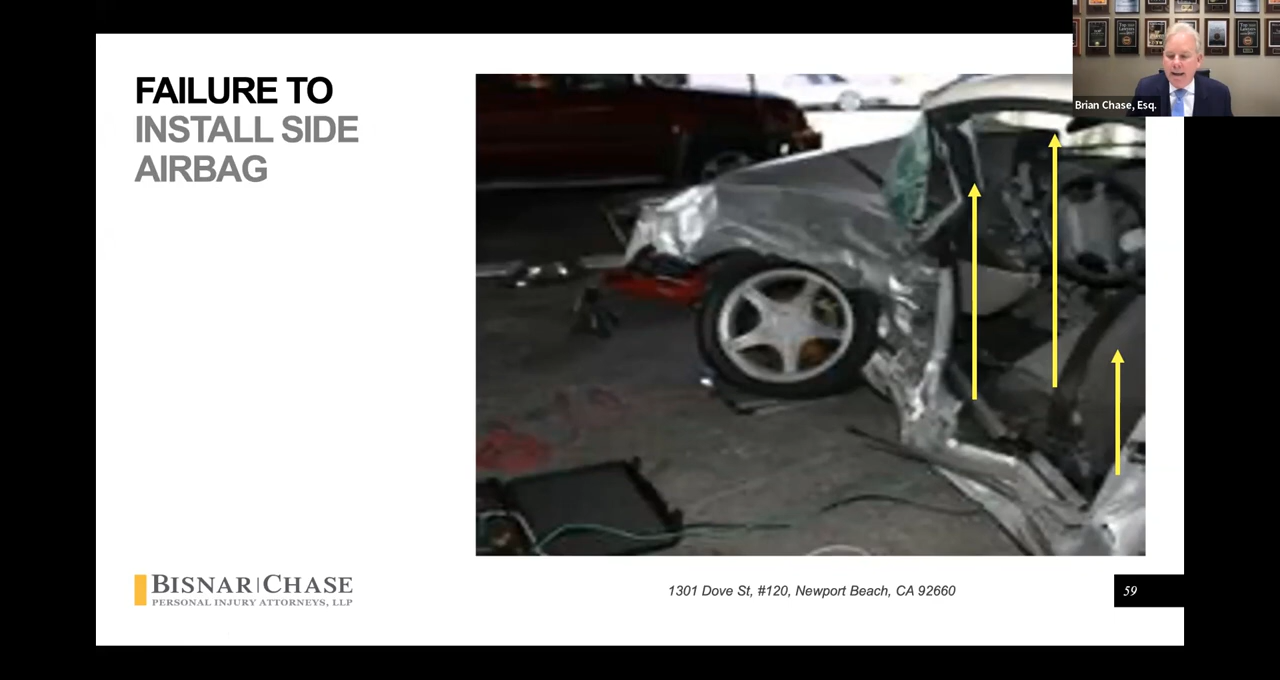 FAILURE TO
INSTALL SIDE
AIRBAG
Brian Chase, Esq.
BISNAR|CHASE
PERSONAL INJURY ATTORNEYS, LLP
1301 Dove St, #120, Newport Beach, CA 92660
59